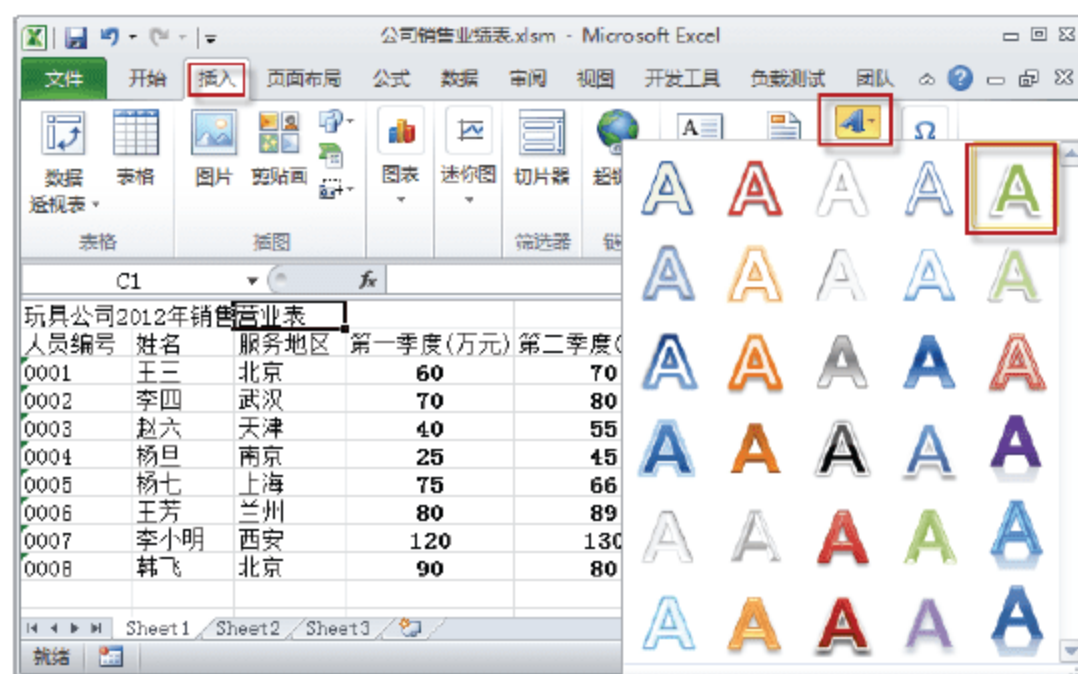 公司销售业绩表.xlsm - Microsoft Excel
文件 开始 插入 页面布局 公式 数据 审阅 视图 开发工具 负载测试 团队
数据透视表 表格 图片 剪贴画 图表 迷你图 切片器
表格 插图 筛选器
C1 fx
玩具公司2012年销售营业表
人员编号 姓名 服务地区 第一季度(万元) 第二季度(
0001 王三 北京 60 70
0002 李四 武汉 70 80
0003 赵六 天津 40 55
0004 杨旦 南京 25 45
0005 杨七 上海 75 66
0006 王芳 兰州 80 89
0007 李小明 西安 120 130
0008 韩飞 北京 90 80
Sheet1 Sheet2 Sheet3
就绪